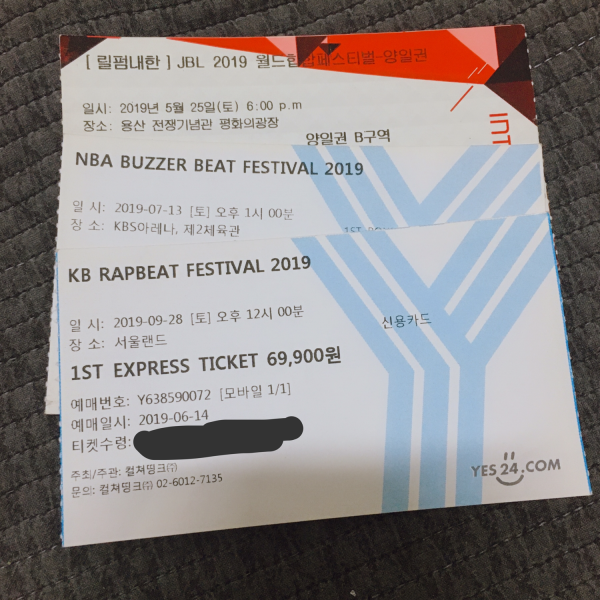 [ 릴펌내한 ] JBL 2019 월드힙합페스티벌-양일권
일시: 2019년 5월 25일(토) 6:00 p.m
장소: 용산 전쟁기념관 평화의광장
양일권 B구역
INT
NBA BUZZER BEAT FESTIVAL 2019
일 시: 2019-07-13 [토] 오후 1시 00분
장 소: KBS아레나, 제2체육관
KB RAPBEAT FESTIVAL 2019
일 시: 2019-09-28 [토] 오후 12시 00분
장 소: 서울랜드
신용카드
1ST EXPRESS TICKET 69,900원
예매번호: Y638590072 [모바일 1/1]
예매일시: 2019-06-14
티켓수령:
주최/주관: 컬쳐띵크㈜
문의: 컬쳐띵크㈜ 02-6012-7135
YES24.COM